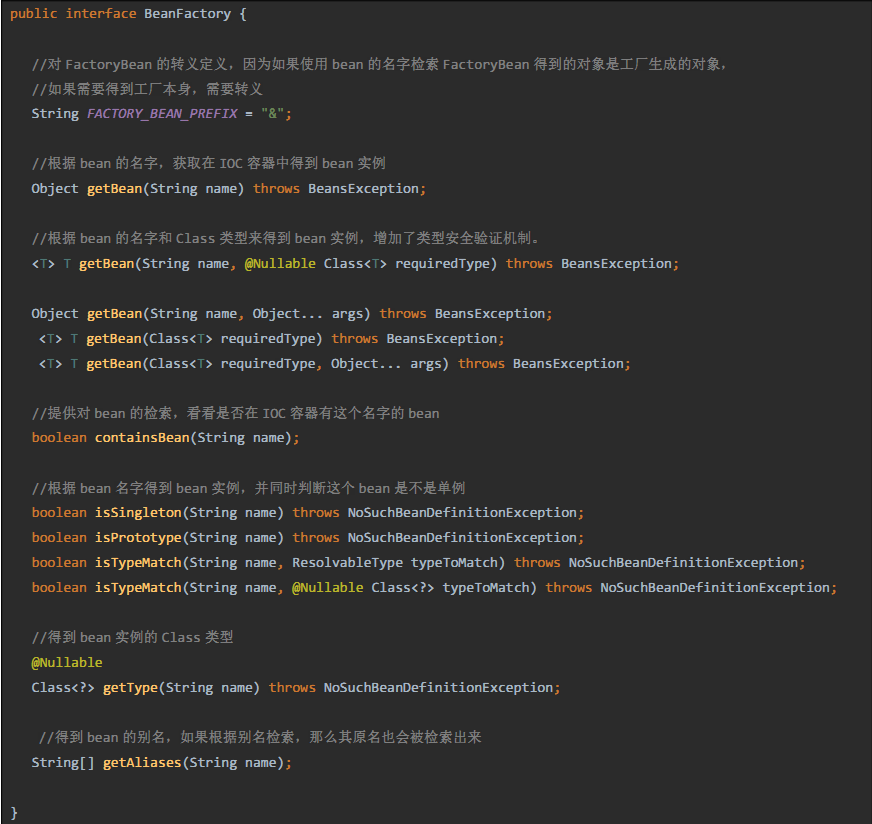 public interface BeanFactory {
//对 FactoryBean 的转义定义，因为如果使用 bean 的名字检索 FactoryBean 得到的对象是工厂生成的对象，
//如果需要得到工厂本身，需要转义
String FACTORY_BEAN_PREFIX = "&";
//根据 bean 的名字，获取在 IOC 容器中得到 bean 实例
Object getBean(String name) throws BeansException;
//根据 bean 的名字和 Class 类型来得到 bean 实例，增加了类型安全验证机制。
<T> T getBean(String name, @Nullable Class<T> requiredType) throws BeansException;
Object getBean(String name, Object... args) throws BeansException;
<T> T getBean(Class<T> requiredType) throws BeansException;
<T> T getBean(Class<T> requiredType, Object... args) throws BeansException;
//提供对 bean 的检索，看看是否在 IOC 容器有这个名字的 bean
boolean containsBean(String name);
//根据 bean 名字得到 bean 实例，并同时判断这个 bean 是不是单例
boolean isSingleton(String name) throws NoSuchBeanDefinitionException;
boolean isPrototype(String name) throws NoSuchBeanDefinitionException;
boolean isTypeMatch(String name, ResolvableType typeToMatch) throws NoSuchBeanDefinitionException;
boolean isTypeMatch(String name, @Nullable Class<?> typeToMatch) throws NoSuchBeanDefinitionException;
//得到 bean 实例的 Class 类型
@Nullable
Class<?> getType(String name) throws NoSuchBeanDefinitionException;
//得到 bean 的别名，如果根据别名检索，那么其原名也会被检索出来
String[] getAliases(String name);
}